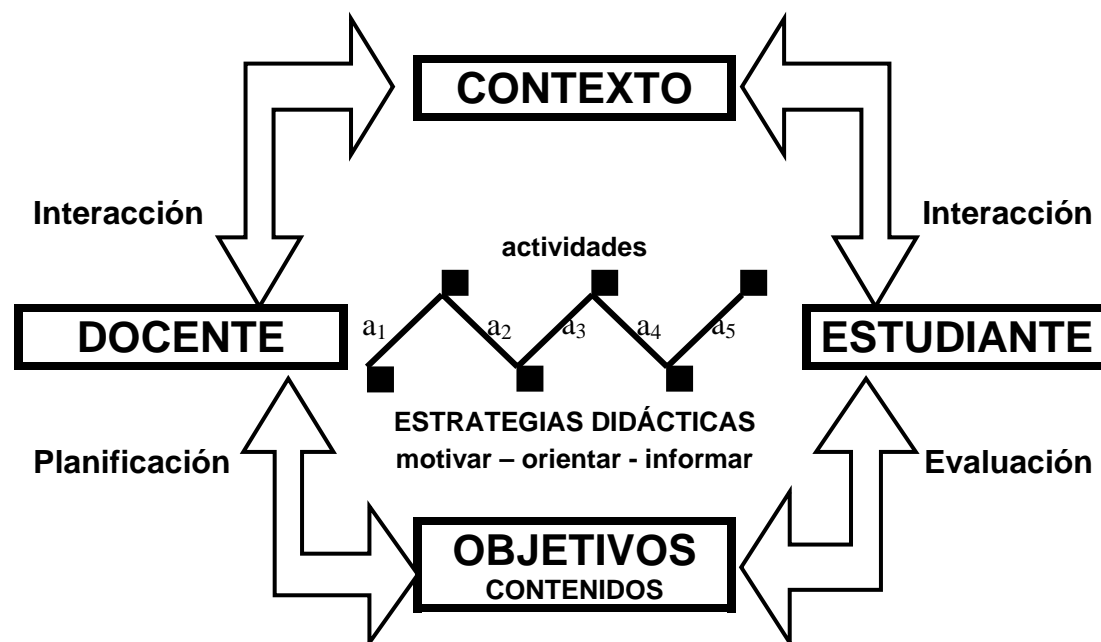 CONTEXTO
Interacción
Interacción
actividades
DOCENTE
a1
a2
a3
a4
a5
ESTUDIANTE
ESTRATEGIAS DIDÁCTICAS
motivar – orientar - informar
Planificación
Evaluación
OBJETIVOS
CONTENIDOS